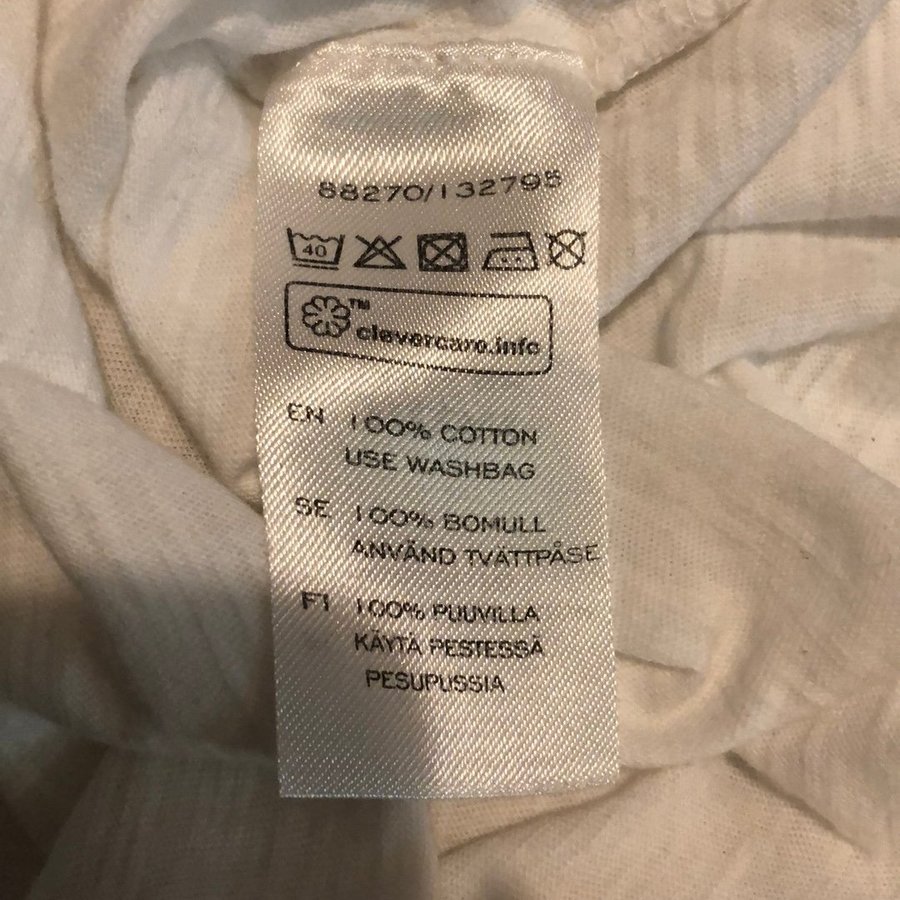 88270/132795
40
™
clevercare.info
EN 100% COTTON
USE WASHBAG
SE 100% BOMULL
ANVÄND TVÄTTPÅSE
FI 100% PUUVILLA
KÄYTÄ PESTESSÄ
PESUPUSSIA